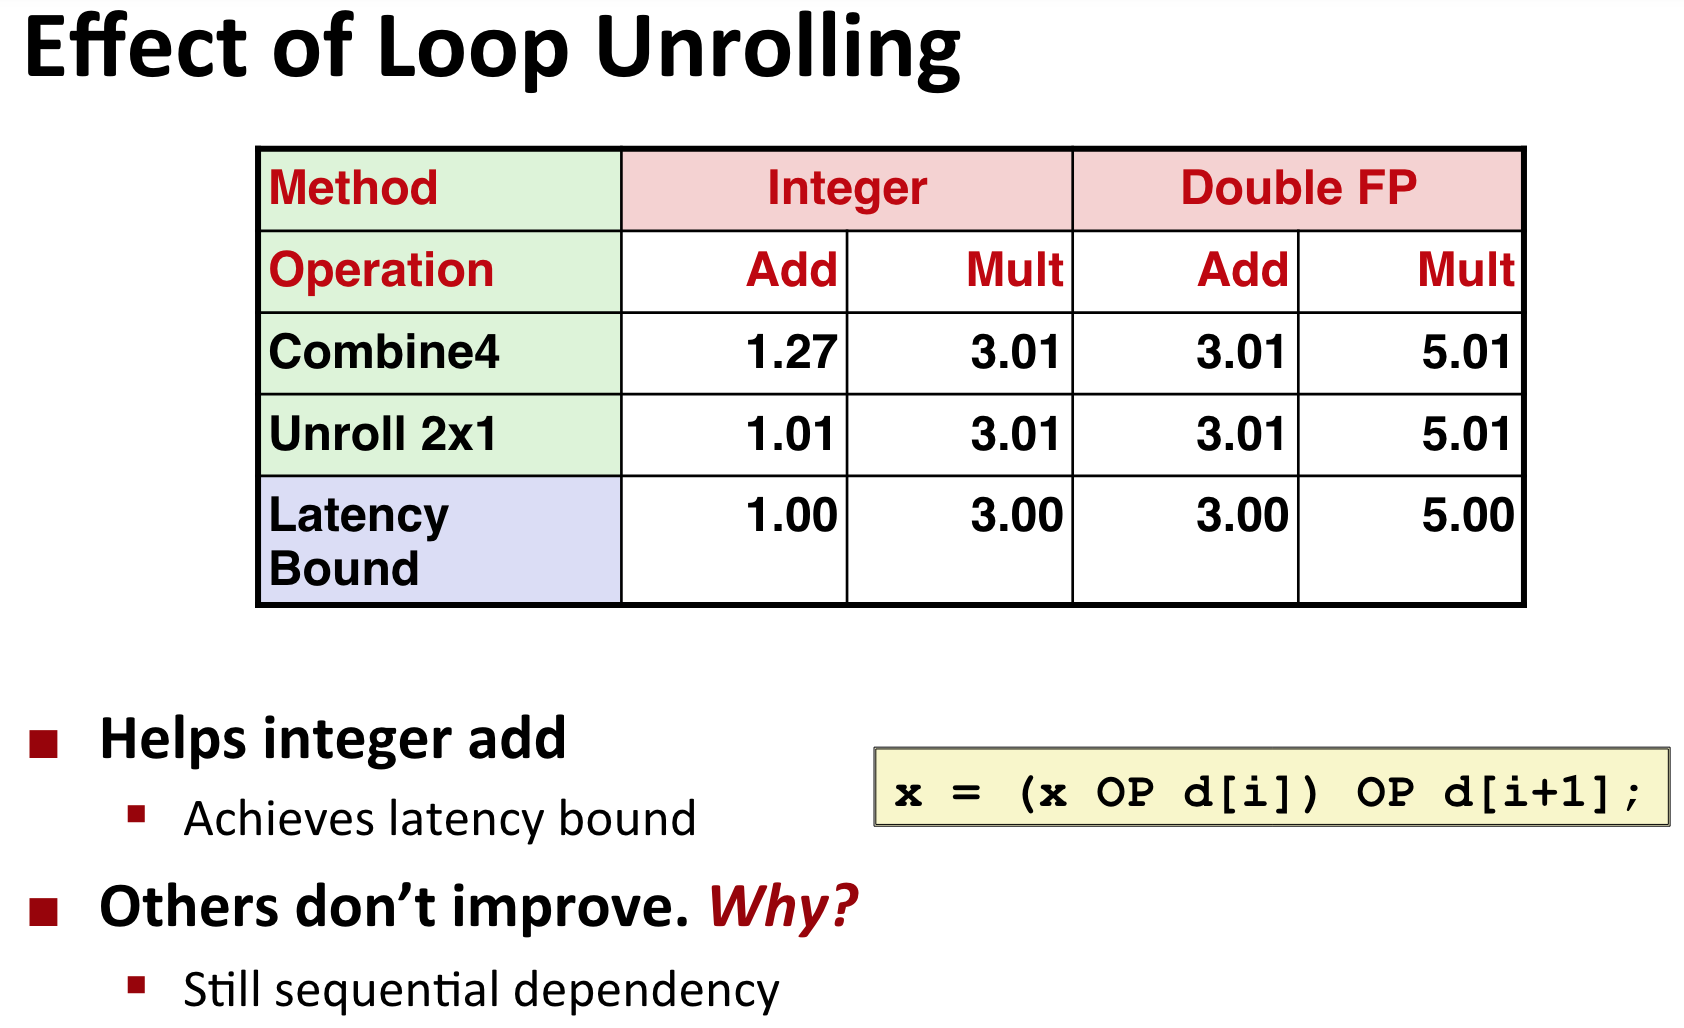 Effect of Loop Unrolling
Method Integer Double FP
Operation Add Mult Add Mult
Combine4 1.27 3.01 3.01 5.01
Unroll 2x1 1.01 3.01 3.01 5.01
Latency 1.00 3.00 3.00 5.00
Bound
■ Helps integer add
▪ Achieves latency bound
x = (x OP d[i]) OP d[i+1];
■ Others don’t improve. Why?
▪ Still sequential dependency